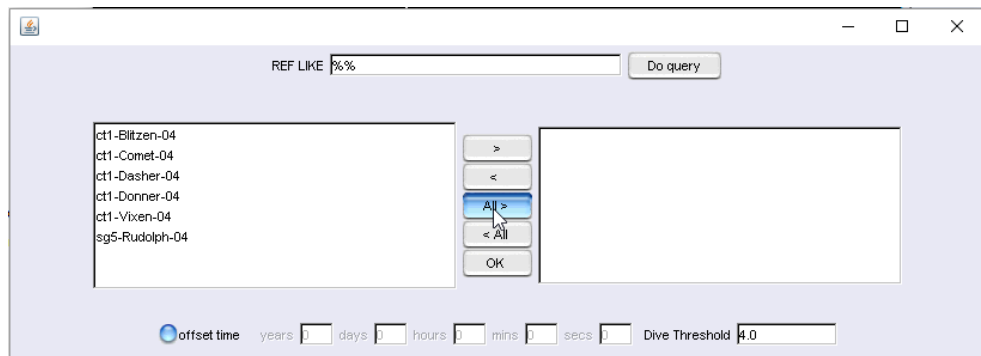 REF LIKE %% Do query
ct1-Blitzen-04
ct1-Comet-04
ct1-Dasher-04
ct1-Donner-04
ct1-Vixen-04
sg5-Rudolph-04
>
<
All >
< All
OK
offset time years 0 days 0 hours 0 mins 0 secs 0 Dive Threshold 4.0